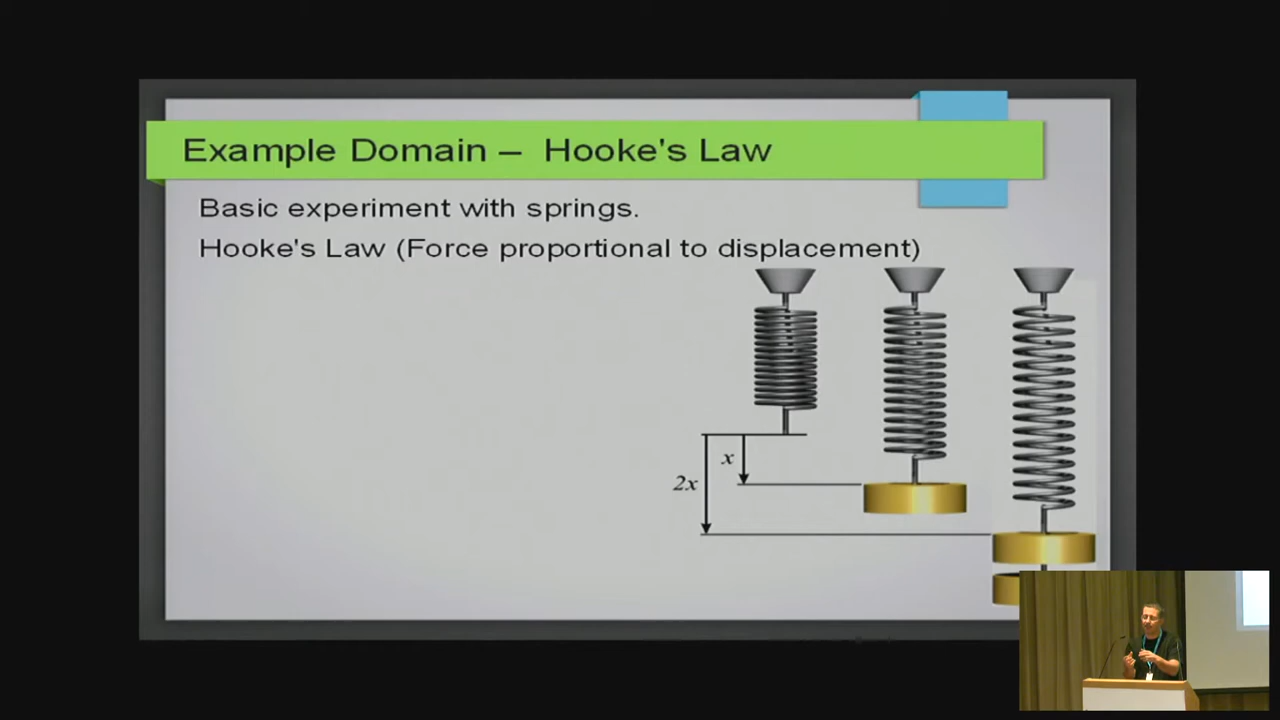 Example Domain – Hooke's Law
Basic experiment with springs.
Hooke's Law (Force proportional to displacement)
x
2x